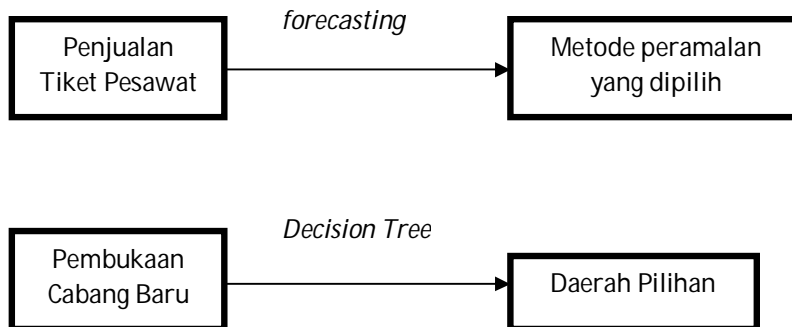 forecasting
Penjualan
Tiket Pesawat
Metode peramalan
yang dipilih
Decision Tree
Pembukaan
Cabang Baru
Daerah Pilihan